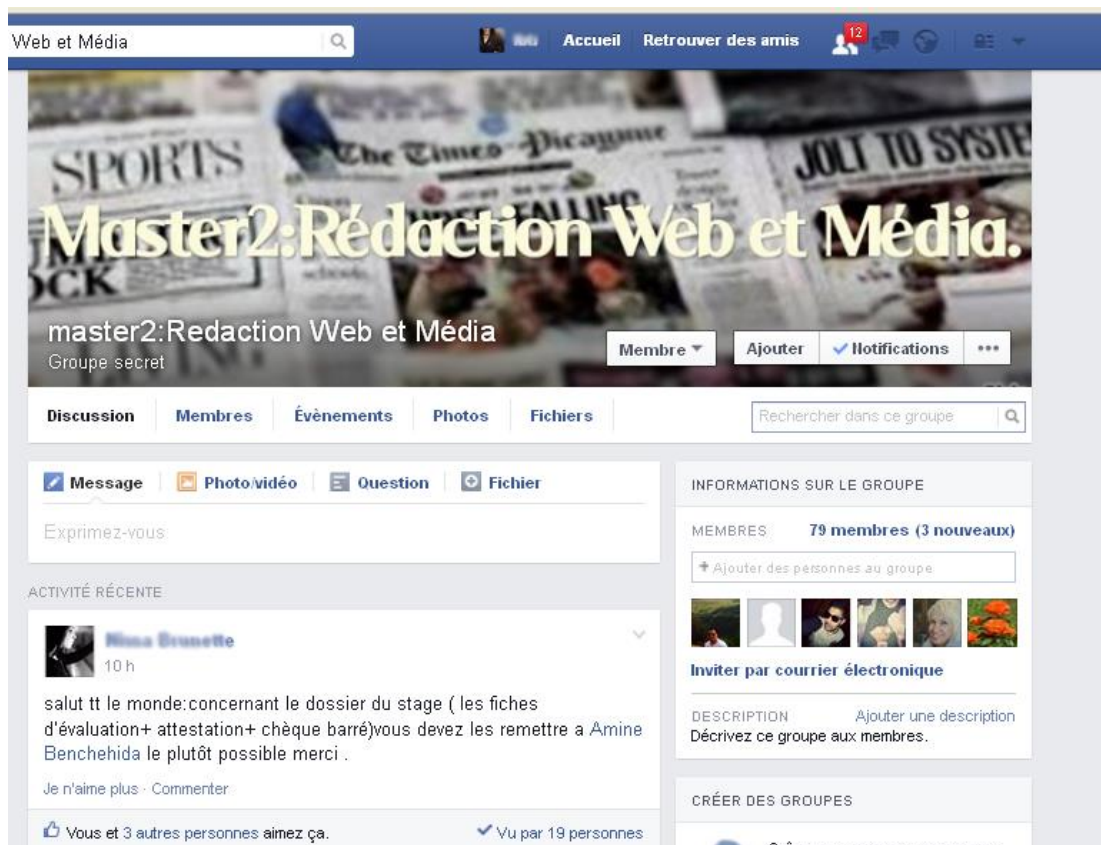 Web et Média
Accueil Retrouver des amis 12
SPORTS
The Times-Picayune
JOLT TO SYSTE
FALLING
OCK
Master2:Rédaction Web et Média.
master2:Redaction Web et Média
Groupe secret
Membre Ajouter Notifications
Discussion Membres Évènements Photos Fichiers Rechercher dans ce groupe
Message Photo/vidéo Question Fichier
Exprimez-vous
ACTIVITÉ RÉCENTE
10 h
salut tt le monde:concernant le dossier du stage ( les fiches
d'évaluation+ attestation+ chèque barré)vous devez les remettre a Amine
Benchehida le plutôt possible merci .
Je n'aime plus · Commenter
Vous et 3 autres personnes aimez ça. Vu par 19 personnes
INFORMATIONS SUR LE GROUPE
MEMBRES 79 membres (3 nouveaux)
+ Ajouter des personnes au groupe
Inviter par courrier électronique
DESCRIPTION Ajouter une description
Décrivez ce groupe aux membres.
CRÉER DES GROUPES